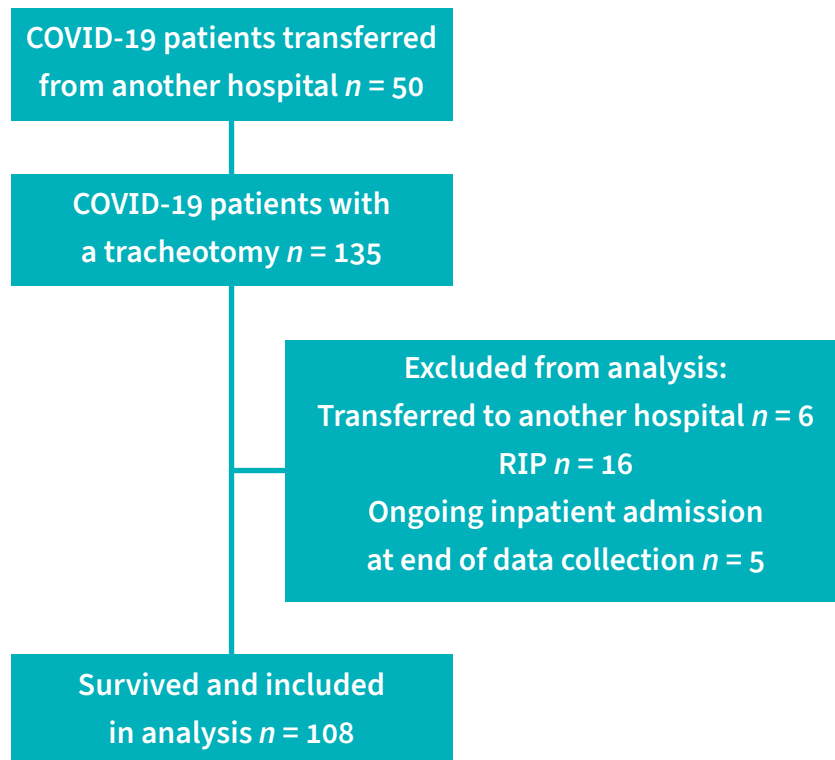 COVID-19 patients transferred
from another hospital n = 50
COVID-19 patients with
a tracheotomy n = 135
Excluded from analysis:
Transferred to another hospital n = 6
RIP n = 16
Ongoing inpatient admission
at end of data collection n = 5
Survived and included
in analysis n = 108